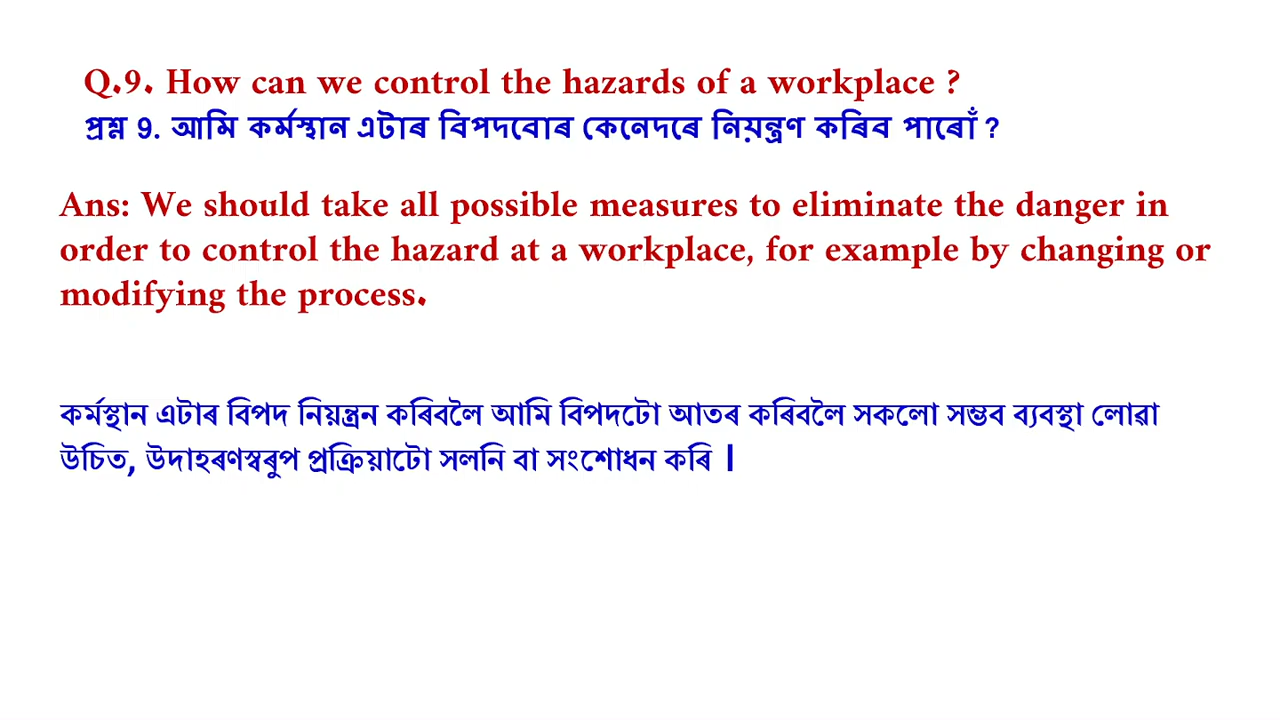 Q.9. How can we control the hazards of a workplace ?
প্ৰশ্ন 9. আমি কৰ্মস্থান এটাৰ বিপদবোৰ কেনেদৰে নিয়ন্ত্ৰণ কৰিব পাৰোঁ ?
Ans: We should take all possible measures to eliminate the danger in
order to control the hazard at a workplace, for example by changing or
modifying the process.
কৰ্মস্থান এটাৰ বিপদ নিয়ন্ত্ৰন কৰিবলৈ আমি বিপদটো আতৰ কৰিবলৈ সকলো সম্ভব ব্যবস্থা লোৱা
উচিত, উদাহৰণস্বৰুপ প্ৰক্ৰিয়াটো সলনি বা সংশোধন কৰি |